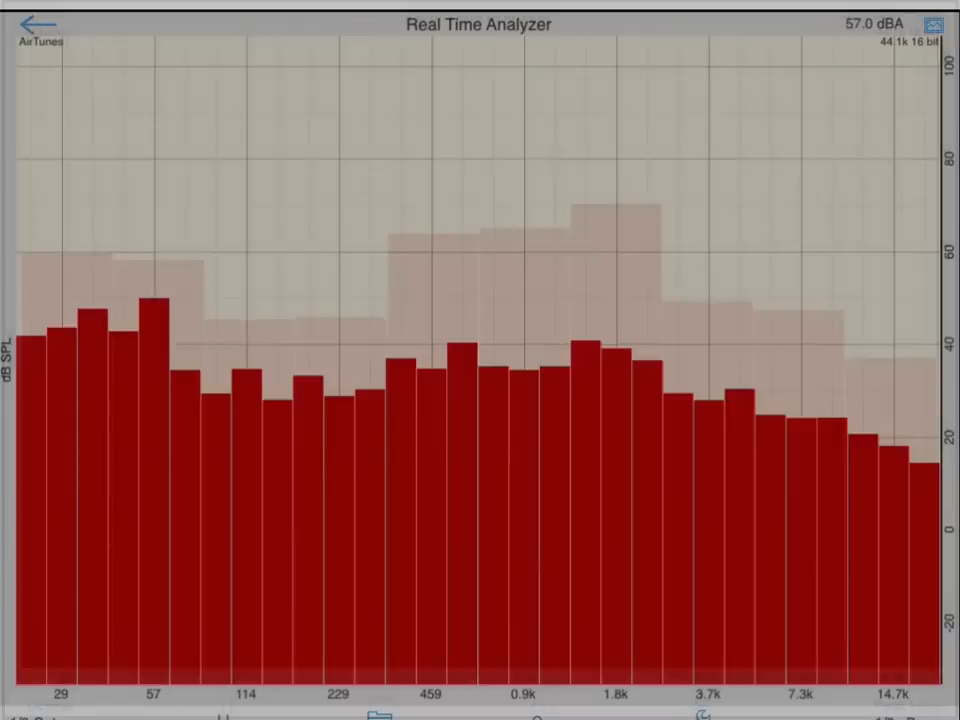 Real Time Analyzer
57.0 dBA
AirTunes
44.1k 16 bit
100
80
60
40
20
0
-20
dB SPL
29 57 114 229 459 0.9k 1.8k 3.7k 7.3k 14.7k